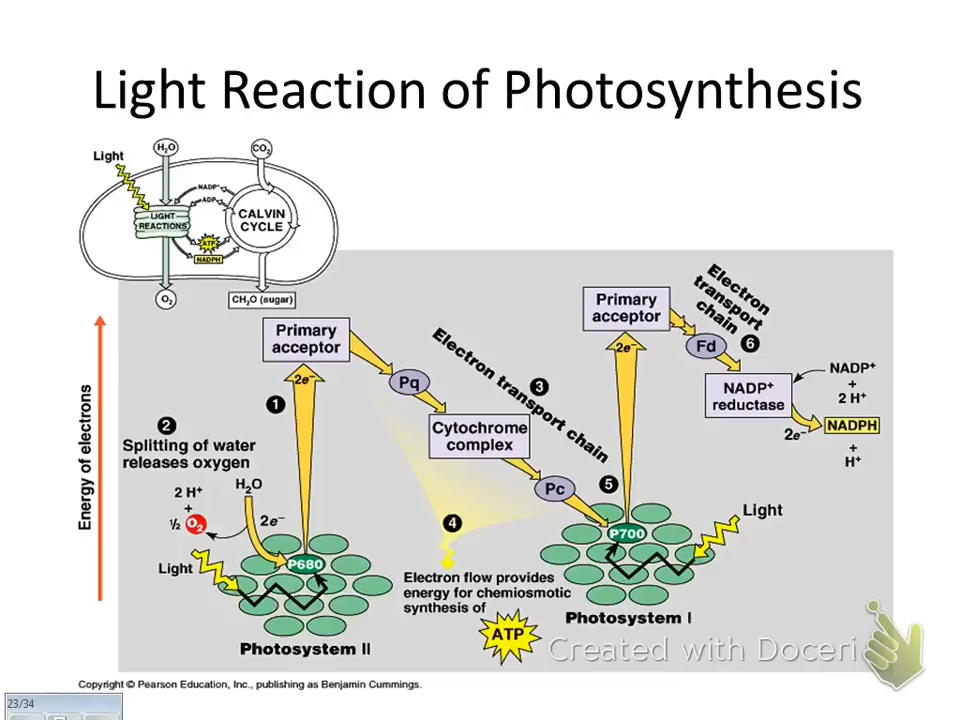 Light Reaction of Photosynthesis
H₂O
CO₂
Light
NADP⁺
ADP
LIGHT
REACTIONS
CALVIN
CYCLE
ATP
NADPH
O₂
CH₂O (sugar)
Energy of electrons
Primary
acceptor
2e⁻
1
2
Splitting of water
releases oxygen
2 H⁺
+
½ O₂
H₂O
2e⁻
Light
P680
Photosystem II
Pq
Electron transport chain
3
Cytochrome
complex
Pc
5
4
Electron flow provides
energy for chemiosmotic
synthesis of
ATP
Primary
acceptor
2e⁻
Electron
transport
chain
6
Fd
NADP⁺
reductase
NADP⁺
+
2 H⁺
2e⁻
NADPH
+
H⁺
P700
Light
Photosystem I
Created with Doceri
Copyright © Pearson Education, Inc., publishing as Benjamin Cummings.
23/34